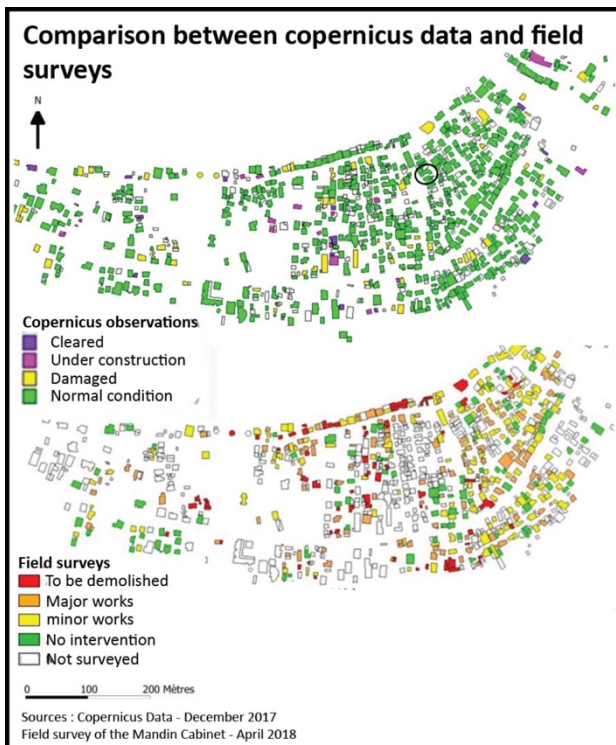 Comparison between copernicus data and field
surveys
N
Copernicus observations
Cleared
Under construction
Damaged
Normal condition
Field surveys
To be demolished
Major works
minor works
No intervention
Not surveyed
0 100 200 Mètres
Sources : Copernicus Data - December 2017
Field survey of the Mandin Cabinet - April 2018